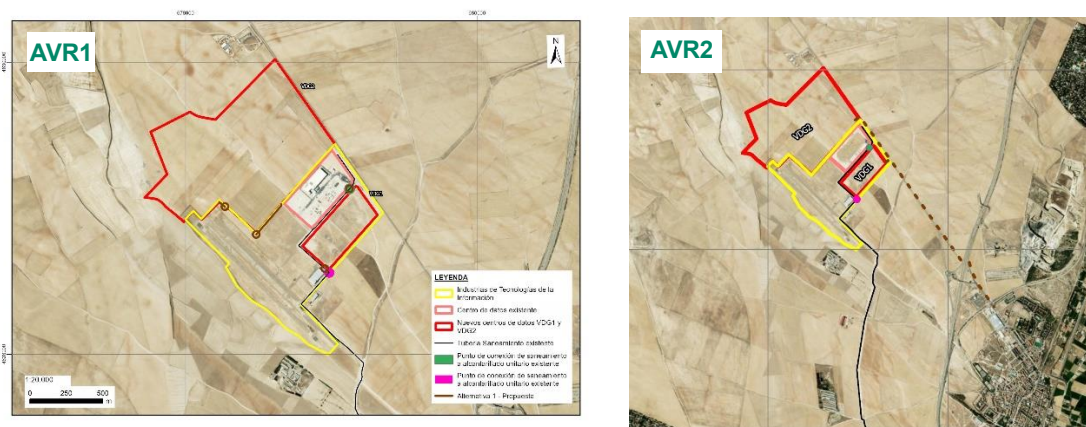 AVR1
N
VDG2
VDG1
LEYENDA
Industrias de Tecnologías de la
Información
Centro de datos existente
Nuevos centros de datos VDG1 y
VDG2
Tubería Saneamiento existente
Punto de conexión de saneamiento
a alcantarillado unitario existente
Punto de conexión de saneamiento
a alcantarillado unitario existente
Alternativa 1 - Propuesta
1:20.000
0 250 500
m
AVR2
VDG2
VDG1